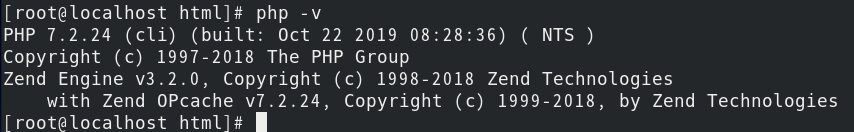 [root@localhost html]# php -v
PHP 7.2.24 (cli) (built: Oct 22 2019 08:28:36) ( NTS )
Copyright (c) 1997-2018 The PHP Group
Zend Engine v3.2.0, Copyright (c) 1998-2018 Zend Technologies
    with Zend OPcache v7.2.24, Copyright (c) 1999-2018, by Zend Technologies
[root@localhost html]#